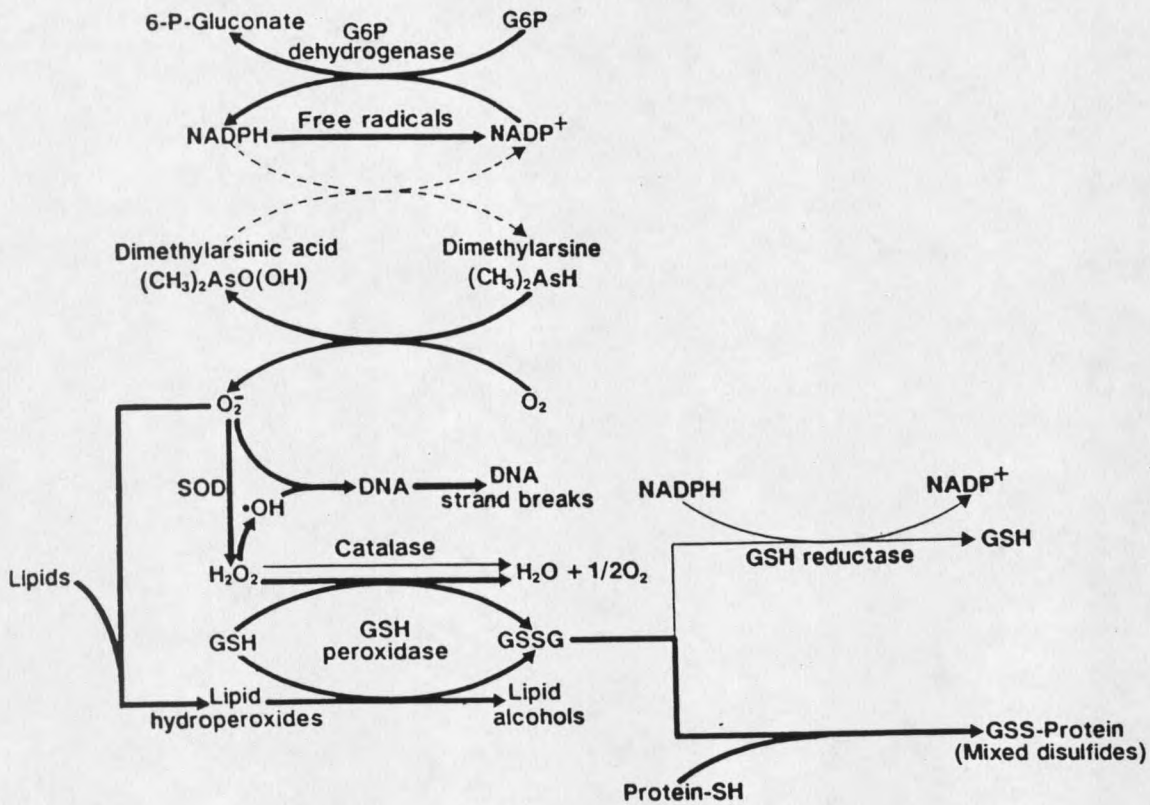 6-P-Gluconate
G6P
dehydrogenase
G6P
NADPH
Free radicals
NADP⁺
Dimethylarsinic acid
(CH₃)₂AsO(OH)
Dimethylarsine
(CH₃)₂AsH
O₂⁻
O₂
SOD
•OH
DNA
DNA
strand breaks
NADPH
NADP⁺
GSH reductase
GSH
Lipids
H₂O₂
Catalase
H₂O + 1/2O₂
GSH
GSH
peroxidase
GSSG
Lipid
hydroperoxides
Lipid
alcohols
GSS-Protein
(Mixed disulfides)
Protein-SH